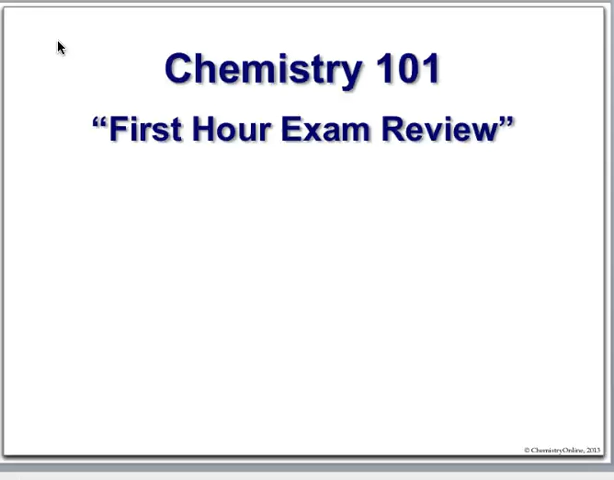 Chemistry 101
“First Hour Exam Review”
© ChemistryOnline, 2013